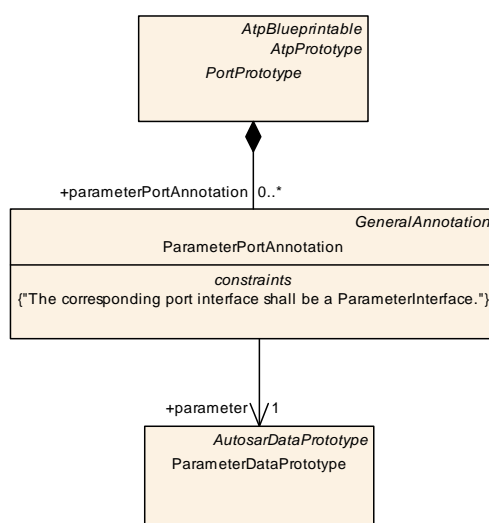 AtpBlueprintable
AtpPrototype
PortPrototype
+parameterPortAnnotation 0..*
GeneralAnnotation
ParameterPortAnnotation
constraints
{"The corresponding port interface shall be a ParameterInterface."}
+parameter 1
AutosarDataPrototype
ParameterDataPrototype